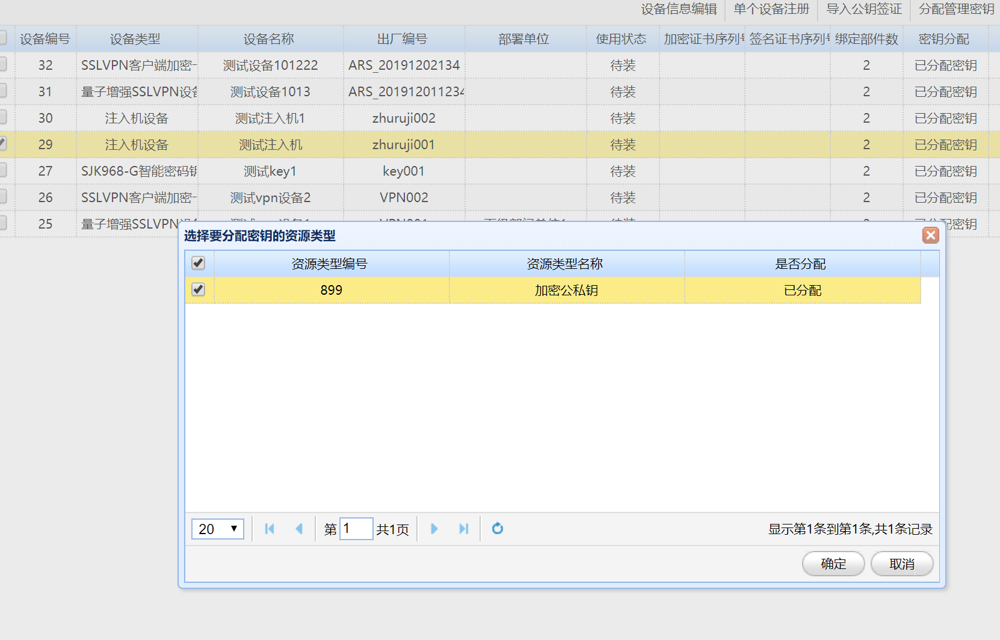 设备信息编辑 单个设备注册 导入公钥签证 分配管理密钥
设备编号 设备类型 设备名称 出厂编号 部署单位 使用状态 加密证书序列号 签名证书序列号 绑定部件数 密钥分配
32 SSLVPN客户端加密卡 测试设备101222 ARS_20191202134 待装 2 已分配密钥
31 量子增强SSLVPN设备 测试设备1013 ARS_201912011234 待装 2 已分配密钥
30 注入机设备 测试注入机1 zhuruji002 待装 2 已分配密钥
29 注入机设备 测试注入机 zhuruji001 待装 2 已分配密钥
27 SJK968-G智能密码钥 测试key1 key001 待装 2 已分配密钥
26 SSLVPN客户端加密卡 测试vpn设备2 VPN002 待装 2 已分配密钥
25 量子增强SSLVPN 配密钥
选择要分配密钥的资源类型
资源类型编号 资源类型名称 是否分配
899 加密公私钥 已分配
20 第 1 共1页 显示第1条到第1条,共1条记录
确定 取消